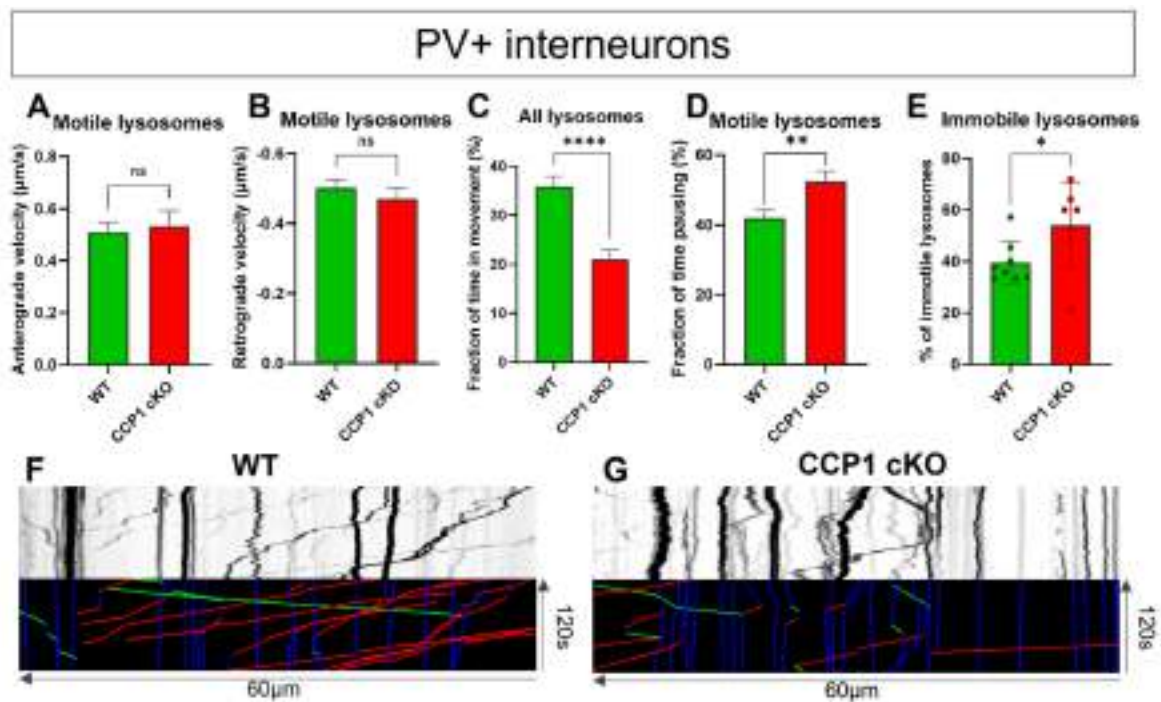 PV+ interneurons
A
Motile lysosomes
ns
Anterograde velocity (μm/s)
0.8
0.6
0.4
0.2
0.0
WT
CCP1 cKO
B
Motile lysosomes
ns
Retrograde velocity (μm/s)
-0.6
-0.4
-0.2
0.0
WT
CCP1 cKO
C
All lysosomes
****
Fraction of time in movement (%)
40
30
20
10
0
WT
CCP1 cKO
D
Motile lysosomes
**
Fraction of time pausing (%)
60
40
20
0
WT
CCP1 cKO
E
Immobile lysosomes
*
% of immotile lysosomes
80
60
40
20
0
WT
CCP1 cKO
F
WT
120s
60μm
G
CCP1 cKO
120s
60μm